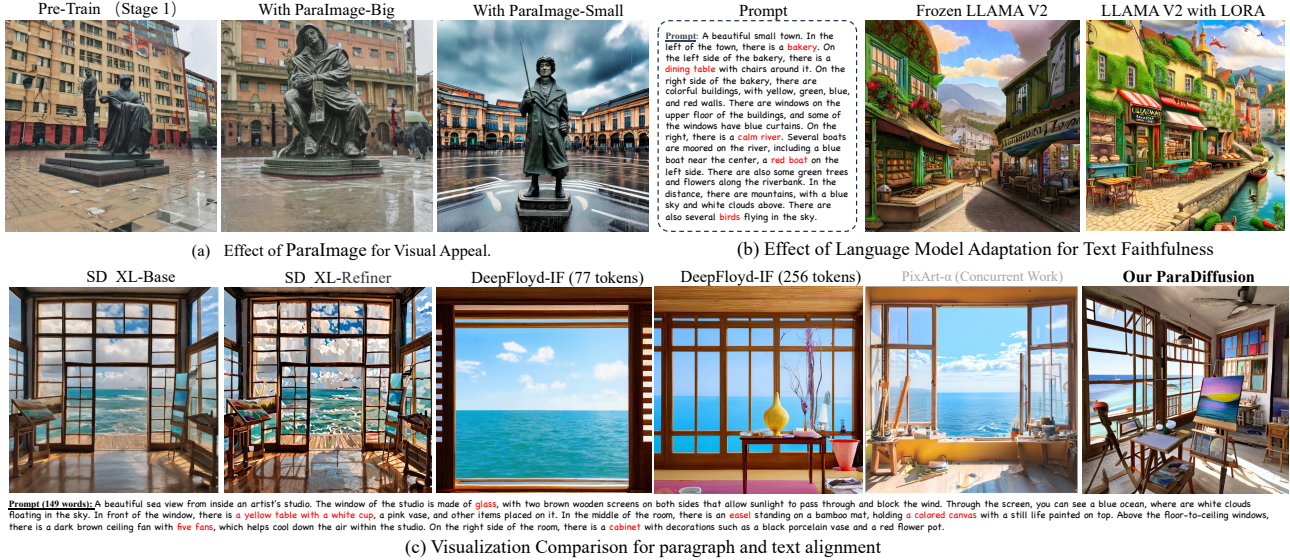 Pre-Train （Stage 1）
With ParaImage-Big
With ParaImage-Small
Prompt
Frozen LLAMA V2
LLAMA V2 with LORA
Prompt: A beautiful small town. In the
left of the town, there is a bakery. On
the left side of the bakery, there is a
dining table with chairs around it. On the
right side of the bakery, there are
colorful buildings, with yellow, green, blue,
and red walls. There are windows on the
upper floor of the buildings, and some of
the windows have blue curtains. On the
right, there is a calm river. Several boats
are moored on the river, including a blue
boat near the center, a red boat on the
left side. There are also some green trees
and flowers along the riverbank. In the
distance, there are mountains, with a blue
sky and white clouds above. There are
also several birds flying in the sky.
(a) Effect of ParaImage for Visual Appeal.
(b) Effect of Language Model Adaptation for Text Faithfulness
SD XL-Base
SD XL-Refiner
DeepFloyd-IF (77 tokens)
DeepFloyd-IF (256 tokens)
PixArt-α (Concurrent Work)
Our ParaDiffusion
Prompt (149 words): A beautiful sea view from inside an artist's studio. The window of the studio is made of glass, with two brown wooden screens on both sides that allow sunlight to pass through and block the wind. Through the screen, you can see a blue ocean, where are white clouds
floating in the sky. In front of the window, there is a yellow table with a white cup, a pink vase, and other items placed on it. In the middle of the room, there is an easel standing on a bamboo mat, holding a colored canvas with a still life painted on top. Above the floor-to-ceiling windows,
there is a dark brown ceiling fan with five fans, which helps cool down the air within the studio. On the right side of the room, there is a cabinet with decorations such as a black porcelain vase and a red flower pot.
(c) Visualization Comparison for paragraph and text alignment